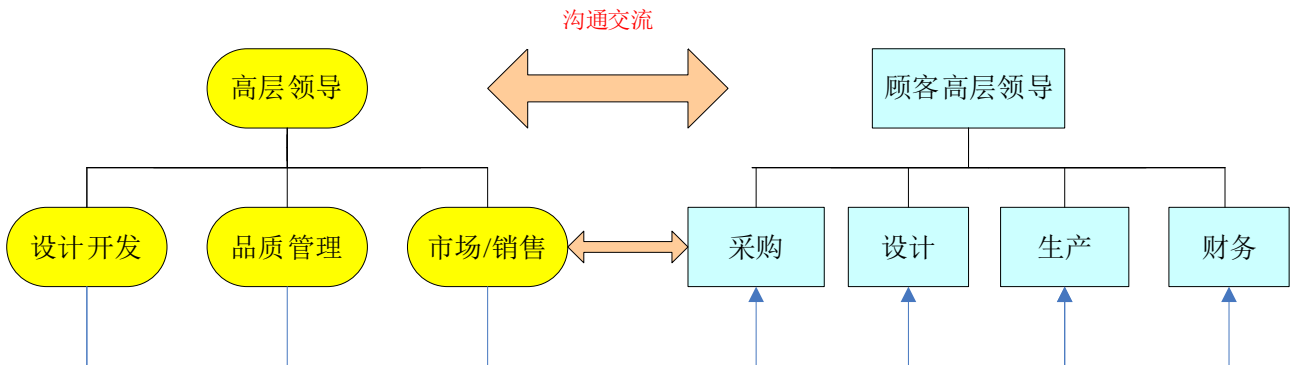 沟通交流
高层领导
顾客高层领导
设计开发
品质管理
市场/销售
采购
设计
生产
财务